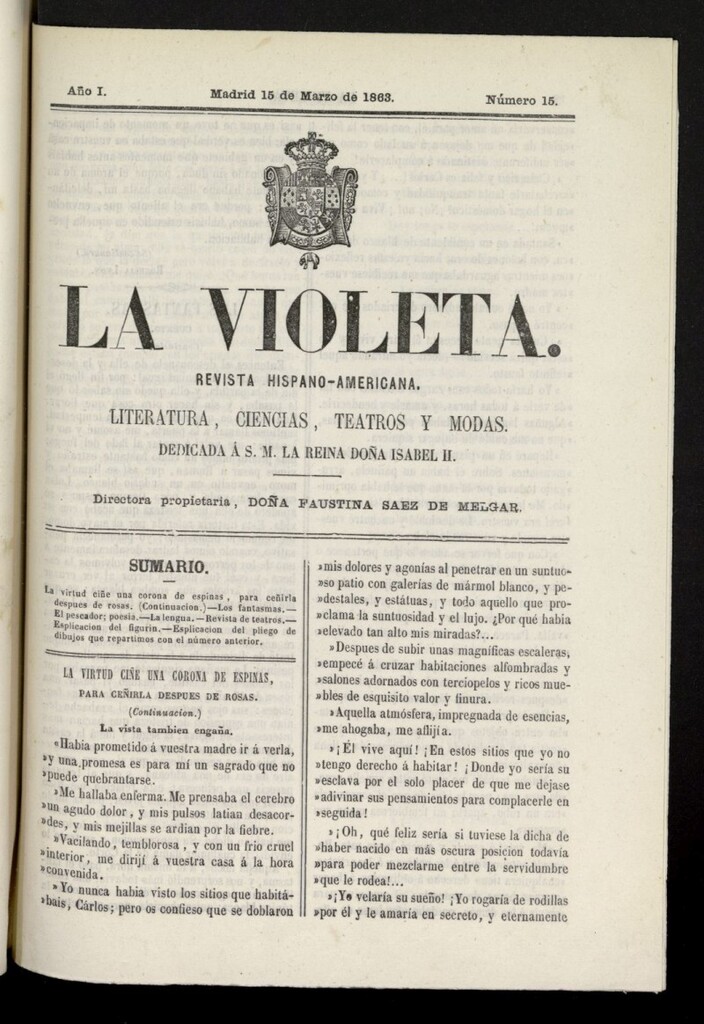 Año I.
Madrid 15 de Marzo de 1863.
Número 15.
LA VIOLETA.
REVISTA HISPANO-AMERICANA.
LITERATURA, CIENCIAS, TEATROS Y MODAS.
DEDICADA Á S. M. LA REINA DOÑA ISABEL II.
Directora propietaria, DOÑA FAUSTINA SAEZ DE MELGAR.
SUMARIO.
La virtud ciñe una corona de espinas, para ceñirla
despues de rosas. (Continuacion.)—Los fantasmas.—
El pescador; poesia.—La lengua.—Revista de teatros.—
Esplicacion del figurin.—Esplicacion del pliego de
dibujos que repartimos con el número anterior.
LA VIRTUD CIÑE UNA CORONA DE ESPINAS,
PARA CEÑIRLA DESPUES DE ROSAS.
(Continuacion.)
La vista tambien engaña.
«Habia prometido á vuestra madre ir á verla,
»y una promesa es para mí un sagrado que no
»puede quebrantarse.
»Me hallaba enferma. Me prensaba el cerebro
»un agudo dolor, y mis pulsos latian desacor-
»des, y mis mejillas se ardian por la fiebre.
»Vacilando, temblorosa, y con un frio cruel
»interior, me dirijí á vuestra casa á la hora
»convenida.
»Yo nunca habia visto los sitios que habitá-
»bais, Cárlos; pero os confieso que se doblaron
»mis dolores y agonías al penetrar en un suntuo-
»so patio con galerías de mármol blanco, y pe-
»destales, y estátuas, y todo aquello que pro-
»clama la suntuosidad y el lujo. ¿Por qué habia
»elevado tan alto mis miradas?...
»Despues de subir unas magníficas escaleras,
»empecé á cruzar habitaciones alfombradas y
»salones adornados con terciopelos y ricos mue-
»bles de esquisito valor y finura.
»Aquella atmósfera, impregnada de esencias,
»me ahogaba, me aflijía.
»¡Él vive aquí! ¡En estos sitios que yo no
»tengo derecho á habitar! ¡Donde yo sería su
»esclava por el solo placer de que me dejase
»adivinar sus pensamientos para complacerle en
»seguida!
»¡Oh, qué feliz sería si tuviese la dicha de
»haber nacido en más oscura posicion todavía
»para poder mezclarme entre la servidumbre
»que le rodea!...
»¡Yo velaría su sueño! ¡Yo rogaría de rodillas
»por él y le amaría en secreto, y eternamente